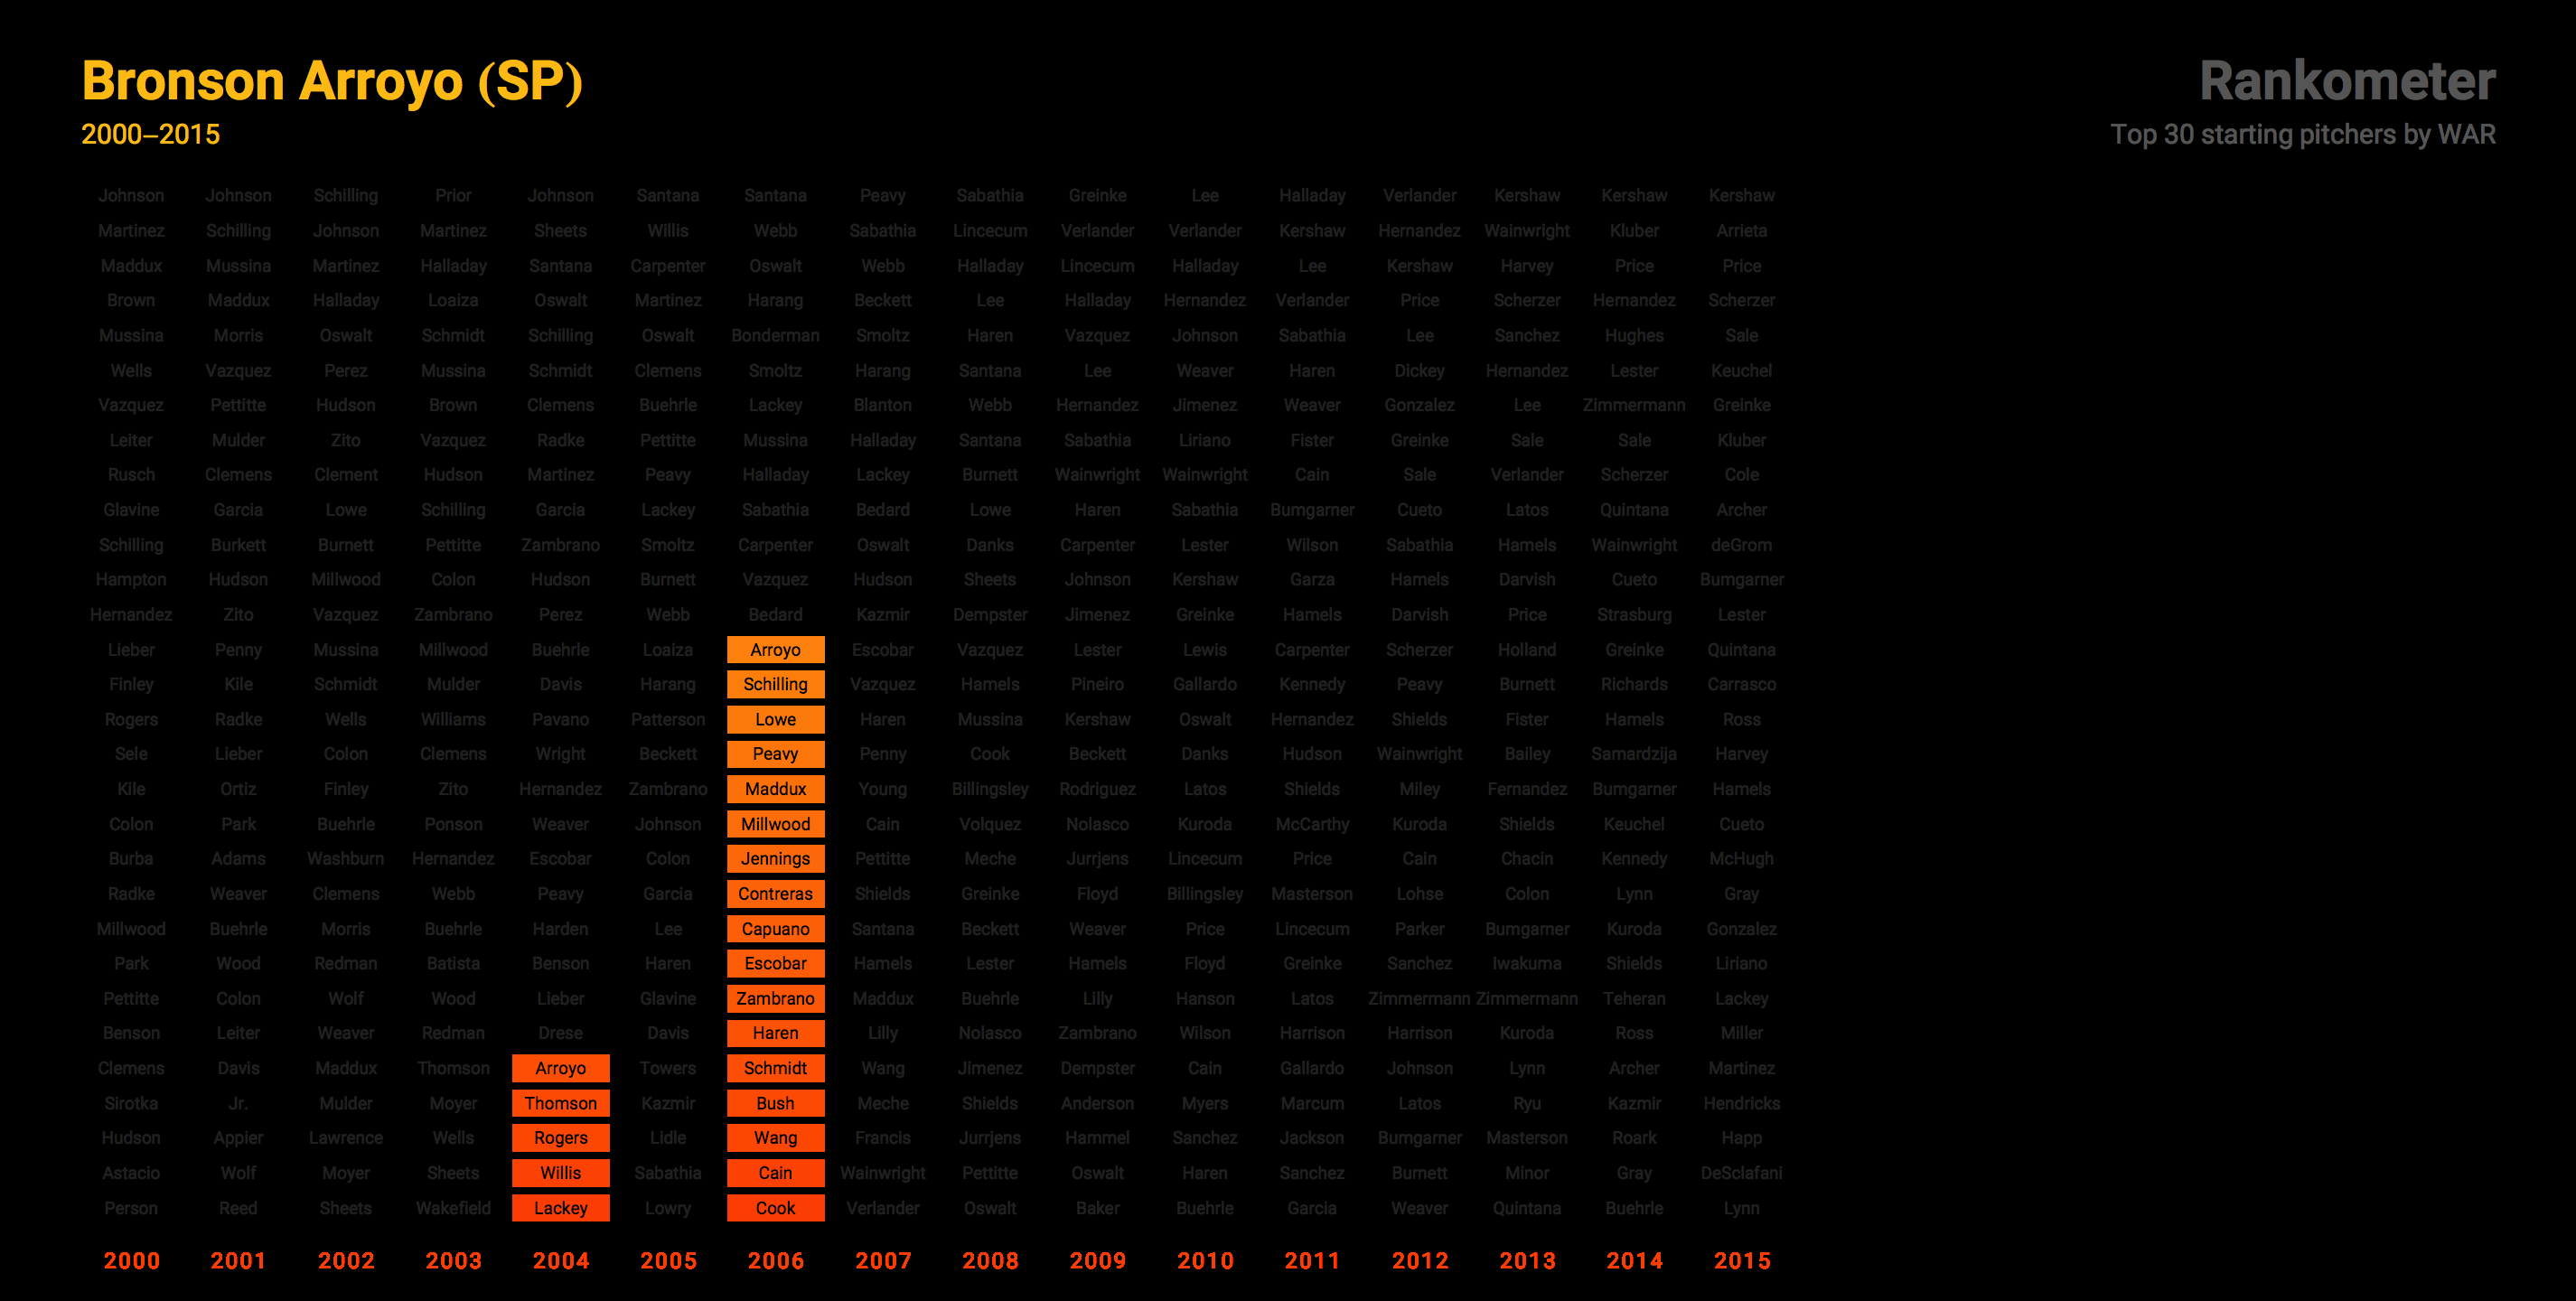 Bronson Arroyo (SP)
2000–2015
Rankometer
Top 30 starting pitchers by WAR
Johnson Johnson Schilling Prior Johnson Santana Santana Peavy Sabathia Greinke Lee Halladay Verlander Kershaw Kershaw Kershaw
Martinez Schilling Johnson Martinez Sheets Willis Webb Sabathia Lincecum Verlander Verlander Kershaw Hernandez Wainwright Kluber Arrieta
Maddux Mussina Martinez Halladay Santana Carpenter Oswalt Webb Halladay Lincecum Halladay Lee Kershaw Harvey Price Price
Brown Maddux Halladay Loaiza Oswalt Martinez Harang Beckett Lee Halladay Hernandez Verlander Price Scherzer Hernandez Scherzer
Mussina Morris Oswalt Schmidt Schilling Oswalt Bonderman Smoltz Haren Vazquez Johnson Sabathia Lee Sanchez Hughes Sale
Wells Vazquez Perez Mussina Schmidt Clemens Smoltz Harang Santana Lee Weaver Haren Dickey Hernandez Lester Keuchel
Vazquez Pettitte Hudson Brown Clemens Buehrle Lackey Blanton Webb Hernandez Jimenez Weaver Gonzalez Lee Zimmermann Greinke
Leiter Mulder Zito Vazquez Radke Pettitte Mussina Halladay Santana Sabathia Liriano Fister Greinke Sale Sale Kluber
Rusch Clemens Clement Hudson Martinez Peavy Halladay Lackey Burnett Wainwright Wainwright Cain Sale Verlander Scherzer Cole
Glavine Garcia Lowe Schilling Garcia Lackey Sabathia Bedard Lowe Haren Sabathia Bumgarner Cueto Latos Quintana Archer
Schilling Burkett Burnett Pettitte Zambrano Smoltz Carpenter Oswalt Danks Carpenter Lester Wilson Sabathia Hamels Wainwright deGrom
Hampton Hudson Millwood Colon Hudson Burnett Vazquez Hudson Sheets Johnson Kershaw Garza Hamels Darvish Cueto Bumgarner
Hernandez Zito Vazquez Zambrano Perez Webb Bedard Kazmir Dempster Jimenez Greinke Hamels Darvish Price Strasburg Lester
Lieber Penny Mussina Millwood Buehrle Loaiza Arroyo Escobar Vazquez Lester Lewis Carpenter Scherzer Holland Greinke Quintana
Finley Kile Schmidt Mulder Davis Harang Schilling Vazquez Hamels Pineiro Gallardo Kennedy Peavy Burnett Richards Carrasco
Rogers Radke Wells Williams Pavano Patterson Lowe Haren Mussina Kershaw Oswalt Hernandez Shields Fister Hamels Ross
Sele Lieber Colon Clemens Wright Beckett Peavy Penny Cook Beckett Danks Hudson Wainwright Bailey Samardzija Harvey
Kile Ortiz Finley Zito Hernandez Zambrano Maddux Young Billingsley Rodriguez Latos Shields Miley Fernandez Bumgarner Hamels
Colon Park Buehrle Ponson Weaver Johnson Millwood Cain Volquez Nolasco Kuroda McCarthy Kuroda Shields Keuchel Cueto
Burba Adams Washburn Hernandez Escobar Colon Jennings Pettitte Meche Jurrjens Lincecum Price Cain Chacin Kennedy McHugh
Radke Weaver Clemens Webb Peavy Garcia Contreras Shields Greinke Floyd Billingsley Masterson Lohse Colon Lynn Gray
Millwood Buehrle Morris Buehrle Harden Lee Capuano Santana Beckett Weaver Price Lincecum Parker Bumgarner Kuroda Gonzalez
Park Wood Redman Batista Benson Haren Escobar Hamels Lester Hamels Floyd Greinke Sanchez Iwakuma Shields Liriano
Pettitte Colon Wolf Wood Lieber Glavine Zambrano Maddux Buehrle Lilly Hanson Latos Zimmermann Zimmermann Teheran Lackey
Benson Leiter Weaver Redman Drese Davis Haren Lilly Nolasco Zambrano Wilson Harrison Harrison Kuroda Ross Miller
Clemens Davis Maddux Thomson Arroyo Towers Schmidt Wang Jimenez Dempster Cain Gallardo Johnson Lynn Archer Martinez
Sirotka Jr. Mulder Moyer Thomson Kazmir Bush Meche Shields Anderson Myers Marcum Latos Ryu Kazmir Hendricks
Hudson Appier Lawrence Wells Rogers Lidle Wang Francis Jurrjens Hammel Sanchez Jackson Bumgarner Masterson Roark Happ
Astacio Wolf Moyer Sheets Willis Sabathia Cain Wainwright Pettitte Oswalt Haren Sanchez Burnett Minor Gray DeSclafani
Person Reed Sheets Wakefield Lackey Lowry Cook Verlander Oswalt Baker Buehrle Garcia Weaver Quintana Buehrle Lynn
2000 2001 2002 2003 2004 2005 2006 2007 2008 2009 2010 2011 2012 2013 2014 2015